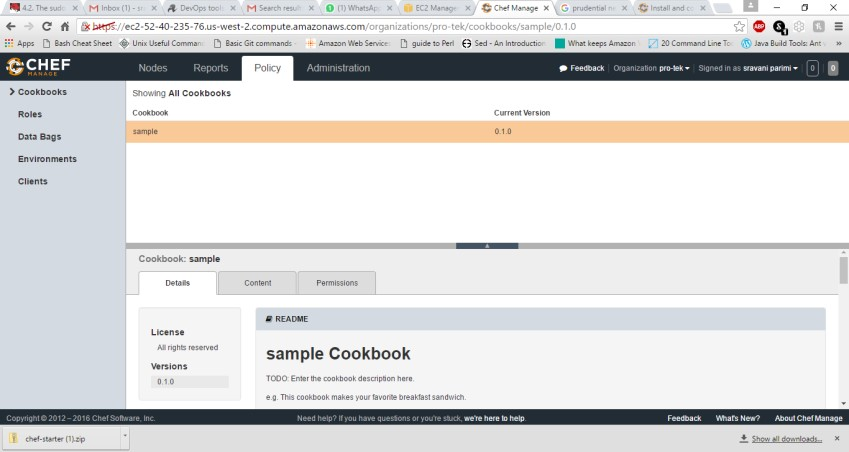 4.2. The sudo
Inbox (1) - sra
DevOps tools
Search result
(1) WhatsApp
EC2 Manage
Chef Manage
prudential ne
Install and co
https://ec2-52-40-235-76.us-west-2.compute.amazonaws.com/organizations/pro-tek/cookbooks/sample/0.1.0
Apps
Bash Cheat Sheet
Unix Useful Command
Basic Git commands -
Amazon Web Service
guide to Perl
Sed - An Introduction
What keeps Amazon
20 Command Line To
Java Build Tools: Ant
CHEF
MANAGE
Nodes
Reports
Policy
Administration
Feedback
Organization pro-tek
Signed in as sravani parimi
0
0
Cookbooks
Roles
Data Bags
Environments
Clients
Showing All Cookbooks
Cookbook
Current Version
sample
0.1.0
Cookbook: sample
Details
Content
Permissions
License
All rights reserved
Versions
0.1.0
README
sample Cookbook
TODO: Enter the cookbook description here.
e.g. This cookbook makes your favorite breakfast sandwich.
Copyright © 2012 – 2016 Chef Software, Inc.
Need help? If you have questions or you're stuck, we're here to help.
Feedback
What's New?
About Chef Manage
chef-starter (1).zip
Show all downloads...